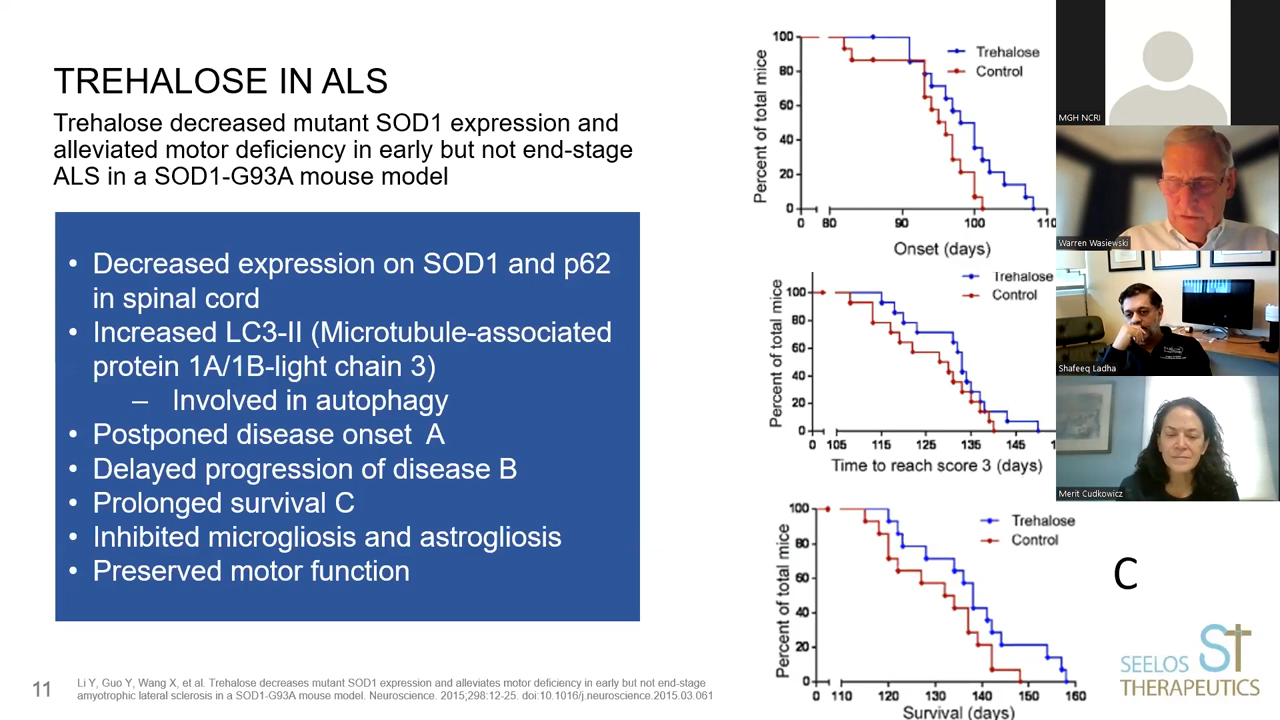 TREHALOSE IN ALS
Trehalose decreased mutant SOD1 expression and
alleviated motor deficiency in early but not end-stage
ALS in a SOD1-G93A mouse model
• Decreased expression on SOD1 and p62
in spinal cord
• Increased LC3-II (Microtubule-associated
protein 1A/1B-light chain 3)
– Involved in autophagy
• Postponed disease onset A
• Delayed progression of disease B
• Prolonged survival C
• Inhibited microgliosis and astrogliosis
• Preserved motor function
11
Li Y, Guo Y, Wang X, et al. Trehalose decreases mutant SOD1 expression and alleviates motor deficiency in early but not end-stage
amyotrophic lateral sclerosis in a SOD1-G93A mouse model. Neuroscience. 2015;298:12-25. doi:10.1016/j.neuroscience.2015.03.061
Percent of total mice
100
80
60
40
20
0
Trehalose
Control
0 80 90 100 110
Onset (days)
Percent of total mice
100
80
60
40
20
0
Trehalose
Control
0 105 115 125 135 145
Time to reach score 3 (days)
Percent of total mice
100
80
60
40
20
0
Trehalose
Control
0 110 120 130 140 150 160
Survival (days)
C
MGH NCRI
Warren Wasiewski
Shafeeq Ladha
Merit Cudkowicz
SEELOS St
THERAPEUTICS